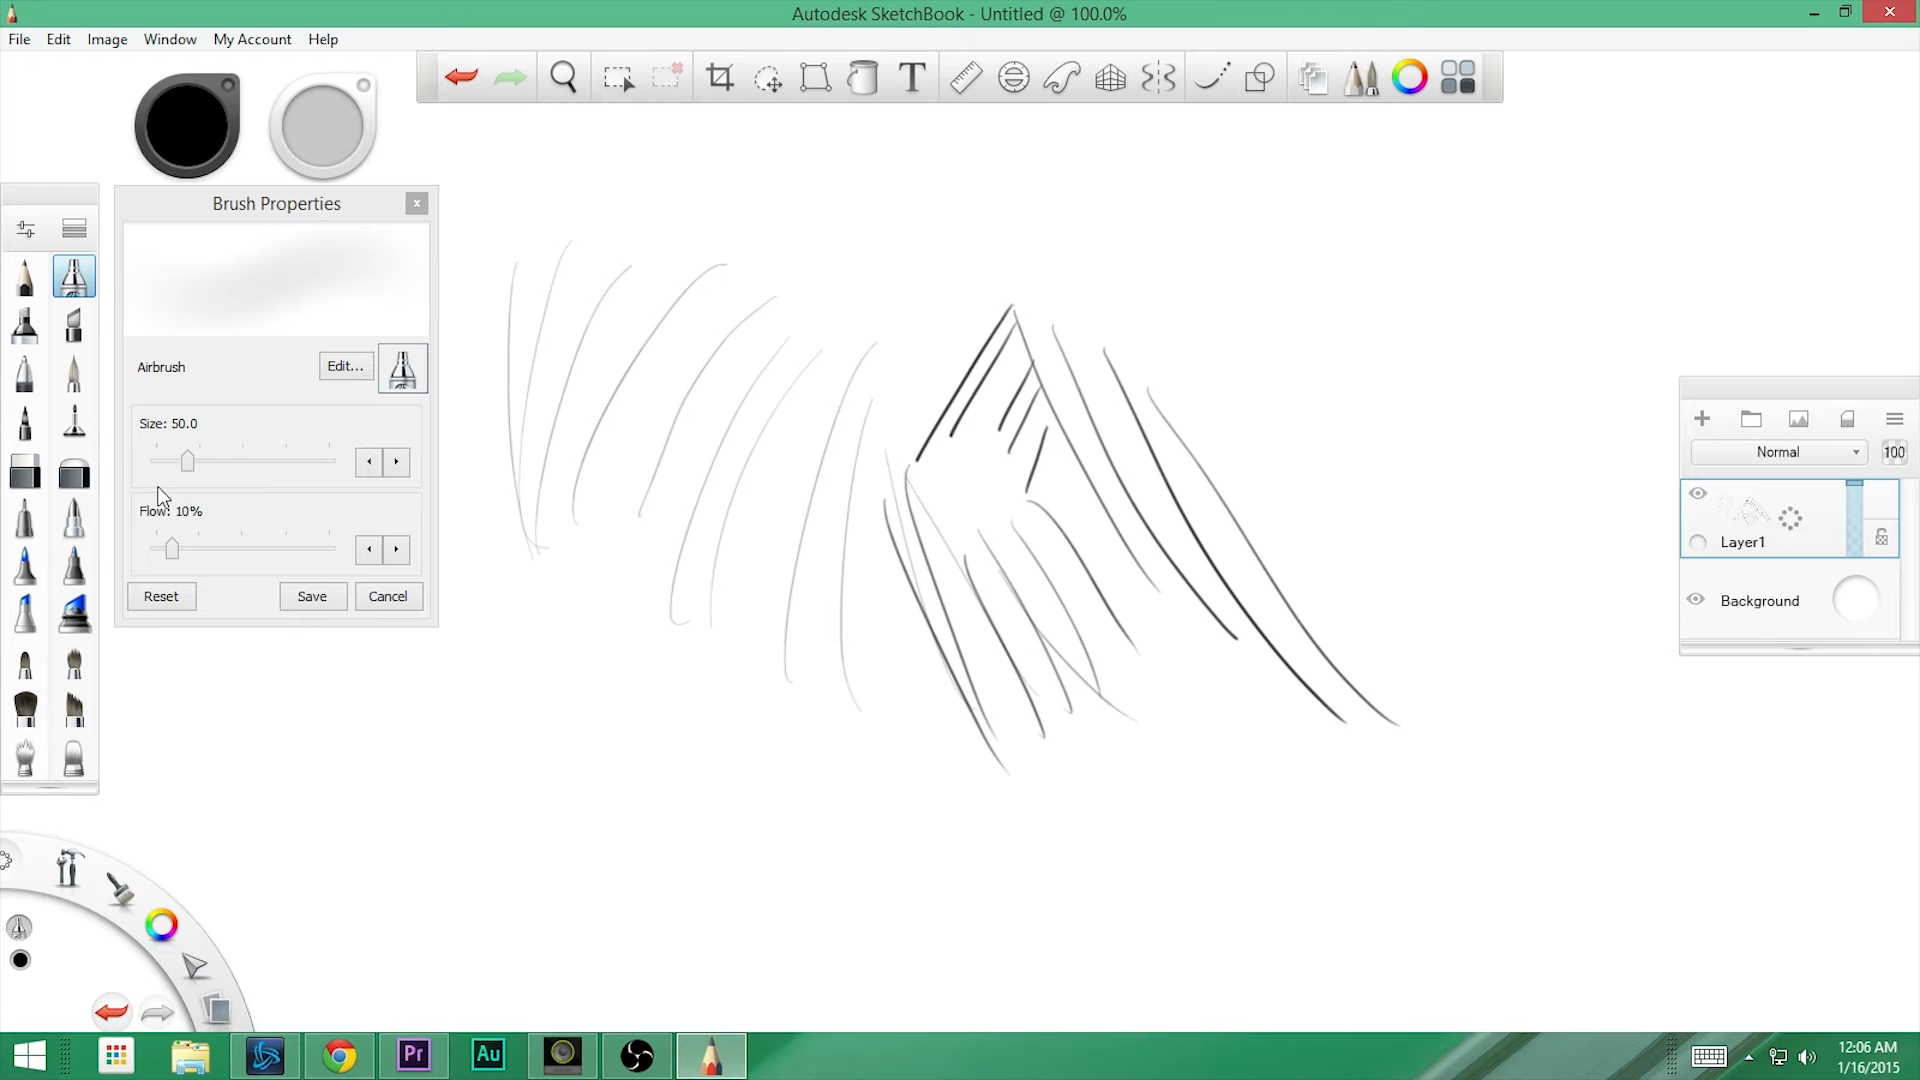 Autodesk SketchBook - Untitled @ 100.0%
File Edit Image Window My Account Help
T
Brush Properties
x
Airbrush
Edit...
Size: 50.0
Flow: 10%
Reset Save Cancel
Normal 100
Layer1
Background
Pr Au
12:06 AM
1/16/2015